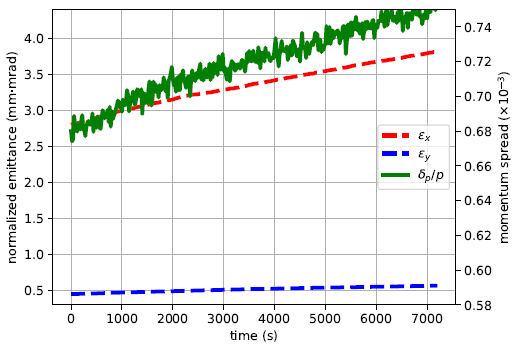 normalized emittance (mm·mrad)
4.0
3.5
3.0
2.5
2.0
1.5
1.0
0.5
0 1000 2000 3000 4000 5000 6000 7000
time (s)
εx
εy
δp/p
0.74
0.72
0.70
0.68
0.66
0.64
0.62
0.60
0.58
momentum spread (×10⁻³)